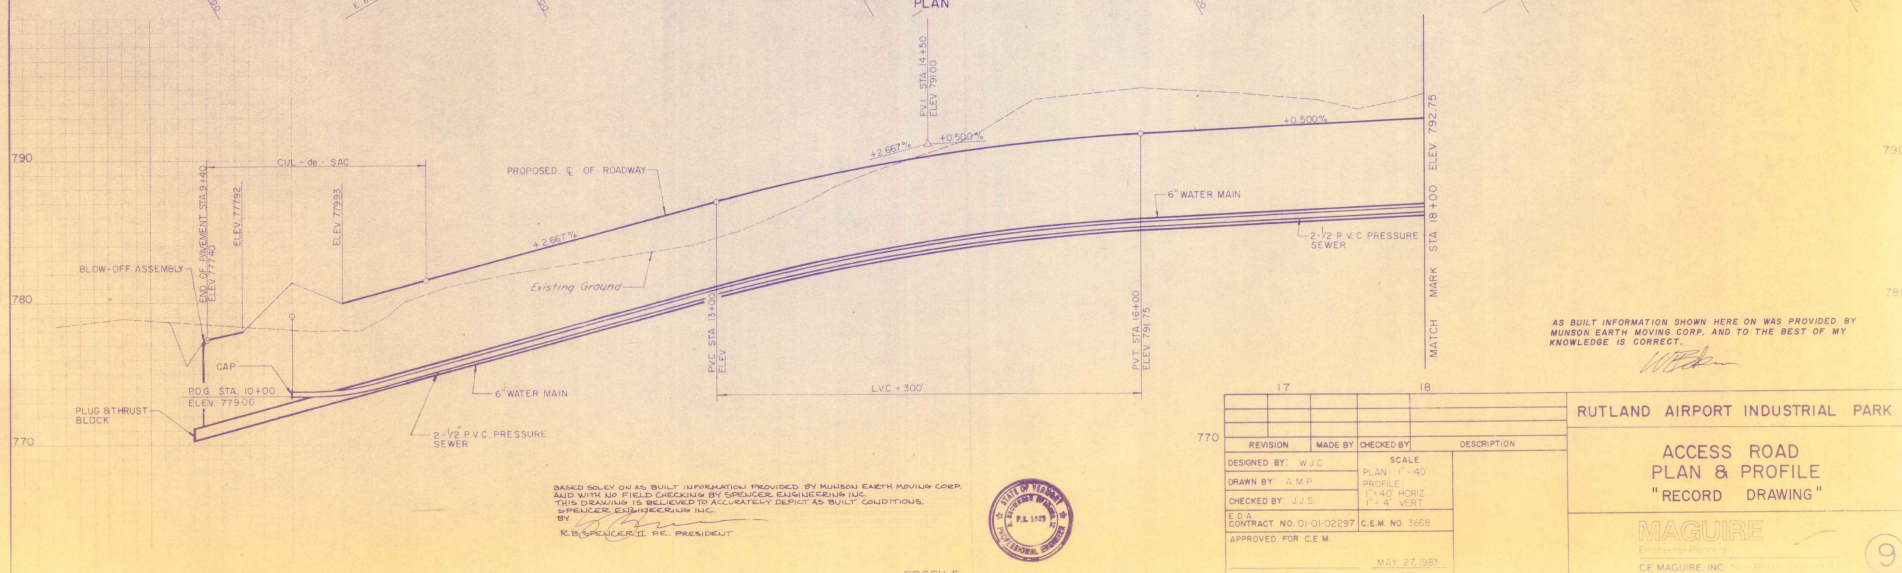 PLAN
P.V.I. STA. 14+50
ELEV 791.00
790
CUL - de - SAC
PROPOSED ℄ OF ROADWAY
+2.667%
+0.500%
+0.500%
6" WATER MAIN
2-1/2 P.V.C. PRESSURE
SEWER
MATCH MARK STA 18+00 ELEV 792.75
790
END OF PAVEMENT STA 9+40
ELEV. 777.40
ELEV 777.92
ELEV. 779.93
+2.667%
BLOW-OFF ASSEMBLY
Existing Ground
780
P.V.C. STA 13+00
ELEV
P.V.T. STA 16+00
ELEV. 791.75
CAP
P.O.G. STA. 10+00
ELEV. 779.00
PLUG & THRUST
BLOCK
6" WATER MAIN
L.V.C. = 300'
17
18
2-1/2" P.V.C. PRESSURE
SEWER
770
770
AS BUILT INFORMATION SHOWN HERE ON WAS PROVIDED BY
MUNSON EARTH MOVING CORP. AND TO THE BEST OF MY
KNOWLEDGE IS CORRECT.
BASED SOLEY ON AS BUILT INFORMATION PROVIDED BY MUNSON EARTH MOVING CORP.
AND WITH NO FIELD CHECKING BY SPENCER ENGINEERING INC.
THIS DRAWING IS BELIEVED TO ACCURATELY DEPICT AS BUILT CONDITIONS.
SPENCER ENGINEERING INC.
BY
R.B. SPENCER II P.E. PRESIDENT
STATE OF VERMONT
PROFESSIONAL ENGINEER
REVISION MADE BY CHECKED BY DESCRIPTION
DESIGNED BY: W.J.C.
DRAWN BY: A.M.P.
CHECKED BY: J.J.S.
SCALE
PLAN: 1"=40'
PROFILE:
1"=40' HORIZ
1"=4' VERT
E.D.A.
CONTRACT NO. 01-01-02297 C.E.M. NO. 3668
APPROVED FOR C.E.M.
MAY 27, 1983
RUTLAND AIRPORT INDUSTRIAL PARK
ACCESS ROAD
PLAN & PROFILE
"RECORD DRAWING"
MAGUIRE
CE MAGUIRE, INC.
9
PROFILE